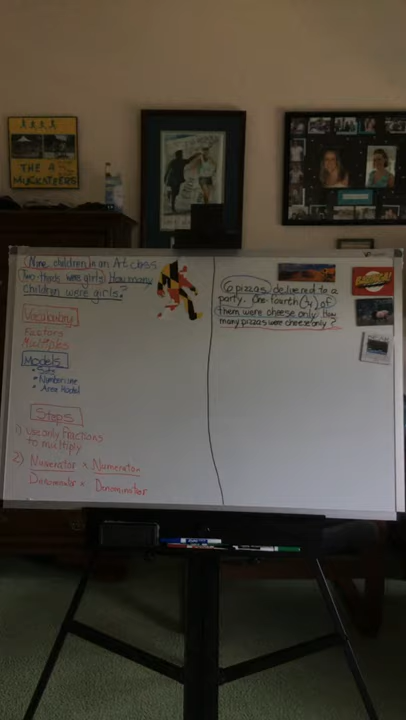 THE 4
MUSKETEERS
Nine children in an Art class.
Two-thirds were girls. How many
children were girls.
Vocabulary
Factors
Multiples
Models
• Sets
• Number line
• Area Model
Steps
1) Use only fractions
to multiply
2) Numerator x Numerator
Denominator x Denominator
6 pizzas delivered to a
party. One-fourth (1/4) of
them were cheese only. How
many pizzas were cheese only?
BAZINGA!